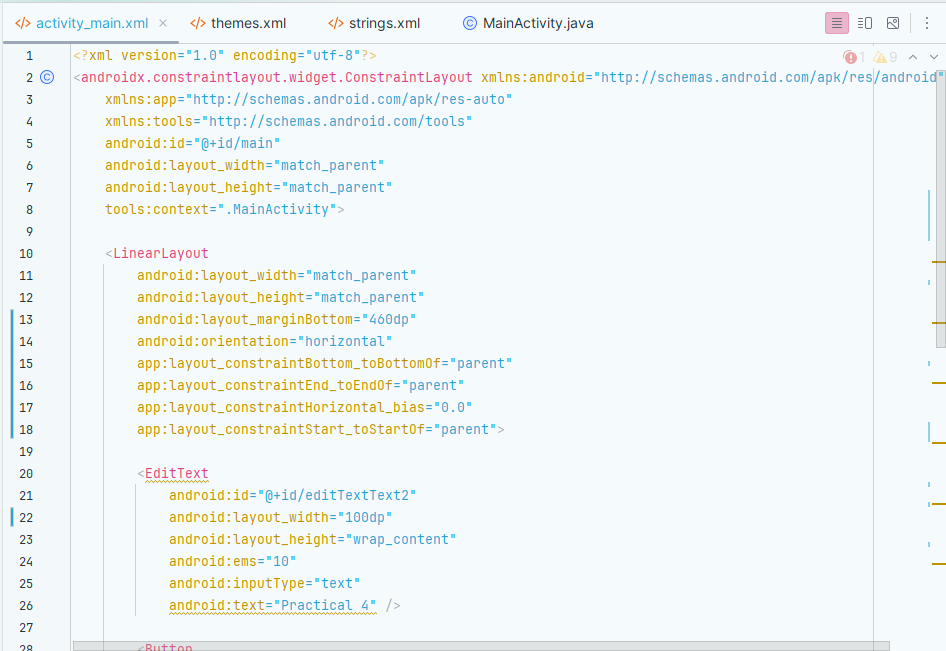 </> activity_main.xml × </> themes.xml </> strings.xml © MainActivity.java
1 <?xml version="1.0" encoding="utf-8"?> 1 9
2 <androidx.constraintlayout.widget.ConstraintLayout xmlns:android="http://schemas.android.com/apk/res/android"
3 xmlns:app="http://schemas.android.com/apk/res-auto"
4 xmlns:tools="http://schemas.android.com/tools"
5 android:id="@+id/main"
6 android:layout_width="match_parent"
7 android:layout_height="match_parent"
8 tools:context=".MainActivity">
9
10 <LinearLayout
11 android:layout_width="match_parent"
12 android:layout_height="match_parent"
13 android:layout_marginBottom="460dp"
14 android:orientation="horizontal"
15 app:layout_constraintBottom_toBottomOf="parent"
16 app:layout_constraintEnd_toEndOf="parent"
17 app:layout_constraintHorizontal_bias="0.0"
18 app:layout_constraintStart_toStartOf="parent">
19
20 <EditText
21 android:id="@+id/editTextText2"
22 android:layout_width="100dp"
23 android:layout_height="wrap_content"
24 android:ems="10"
25 android:inputType="text"
26 android:text="Practical 4" />
27
28 <Button